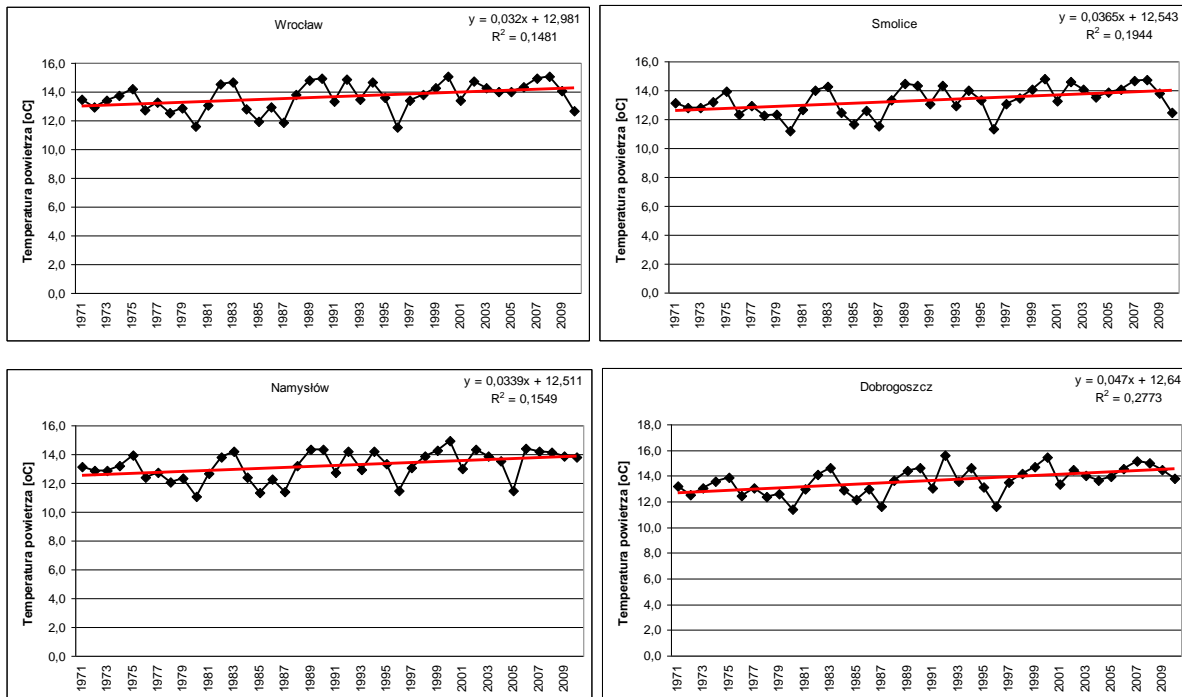 Wrocław
y = 0,032x + 12,981
R² = 0,1481
Temperatura powietrza [oC]
16,0
14,0
12,0
10,0
8,0
6,0
4,0
2,0
0,0
1971 1973 1975 1977 1979 1981 1983 1985 1987 1989 1991 1993 1995 1997 1999 2001 2003 2005 2007 2009
Smolice
y = 0,0365x + 12,543
R² = 0,1944
Temperatura powietrza [oC]
16,0
14,0
12,0
10,0
8,0
6,0
4,0
2,0
0,0
1971 1973 1975 1977 1979 1981 1983 1985 1987 1989 1991 1993 1995 1997 1999 2001 2003 2005 2007 2009
Namysłów
y = 0,0339x + 12,511
R² = 0,1549
Temperatura powietrza [oC]
16,0
14,0
12,0
10,0
8,0
6,0
4,0
2,0
0,0
1971 1973 1975 1977 1979 1981 1983 1985 1987 1989 1991 1993 1995 1997 1999 2001 2003 2005 2007 2009
Dobrogoszcz
y = 0,047x + 12,64
R² = 0,2773
Temperatura powietrza [oC]
18,0
16,0
14,0
12,0
10,0
8,0
6,0
4,0
2,0
0,0
1971 1973 1975 1977 1979 1981 1983 1985 1987 1989 1991 1993 1995 1997 1999 2001 2003 2005 2007 2009